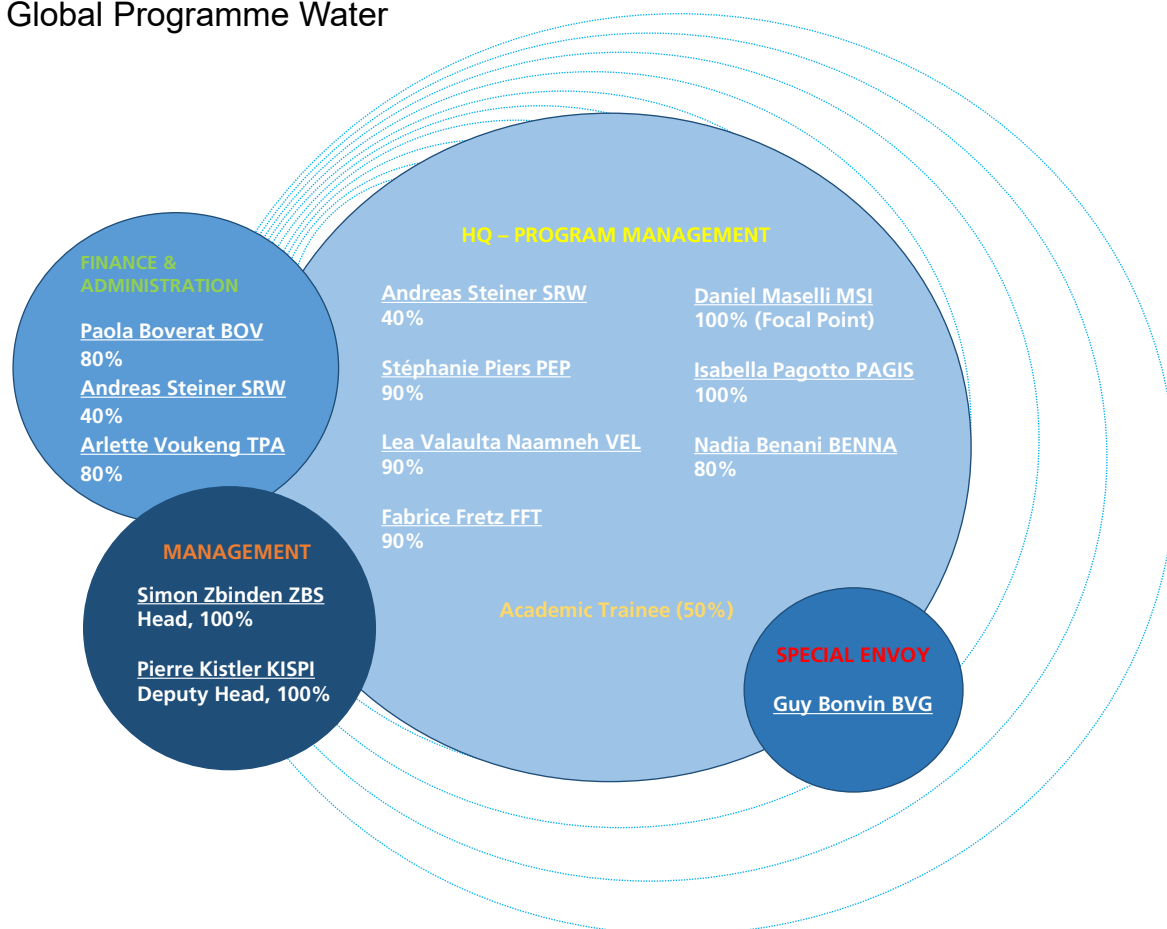 Global Programme Water
FINANCE &
ADMINISTRATION
Paola Boverat BOV
80%
Andreas Steiner SRW
40%
Arlette Voukeng TPA
80%
HQ – PROGRAM MANAGEMENT
Andreas Steiner SRW
40%
Stéphanie Piers PEP
90%
Lea Valaulta Naamneh VEL
90%
Fabrice Fretz FFT
90%
Daniel Maselli MSI
100% (Focal Point)
Isabella Pagotto PAGIS
100%
Nadia Benani BENNA
80%
Academic Trainee (50%)
MANAGEMENT
Simon Zbinden ZBS
Head, 100%
Pierre Kistler KISPI
Deputy Head, 100%
SPECIAL ENVOY
Guy Bonvin BVG